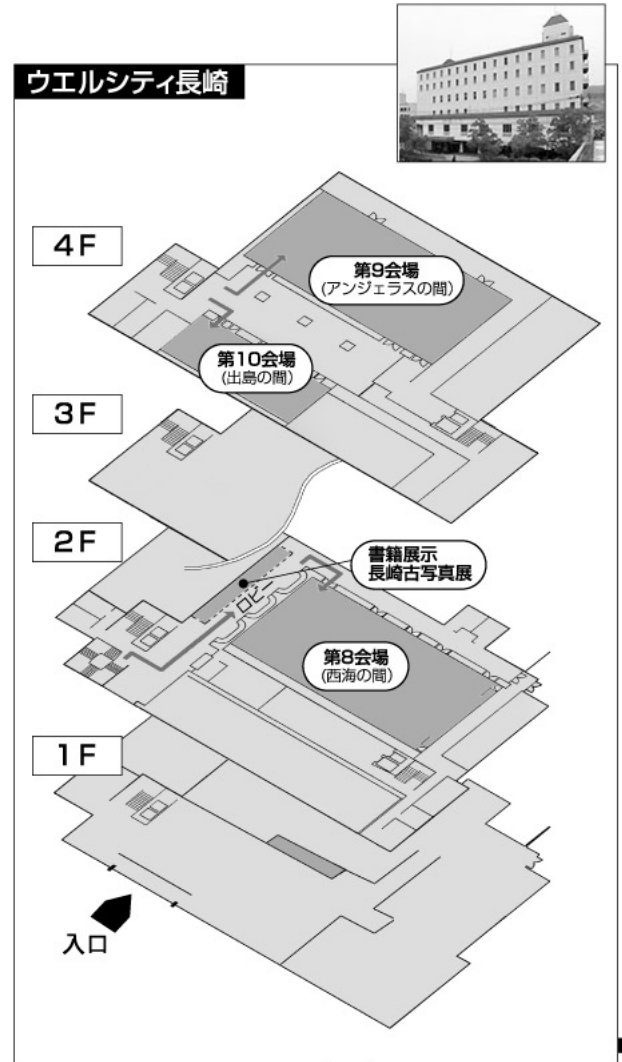 ウエルシティ長崎
4F
第9会場
(アンジェラスの間)
第10会場
(出島の間)
3F
2F
書籍展示
長崎古写真展
ロビー
第8会場
(西海の間)
1F
入口